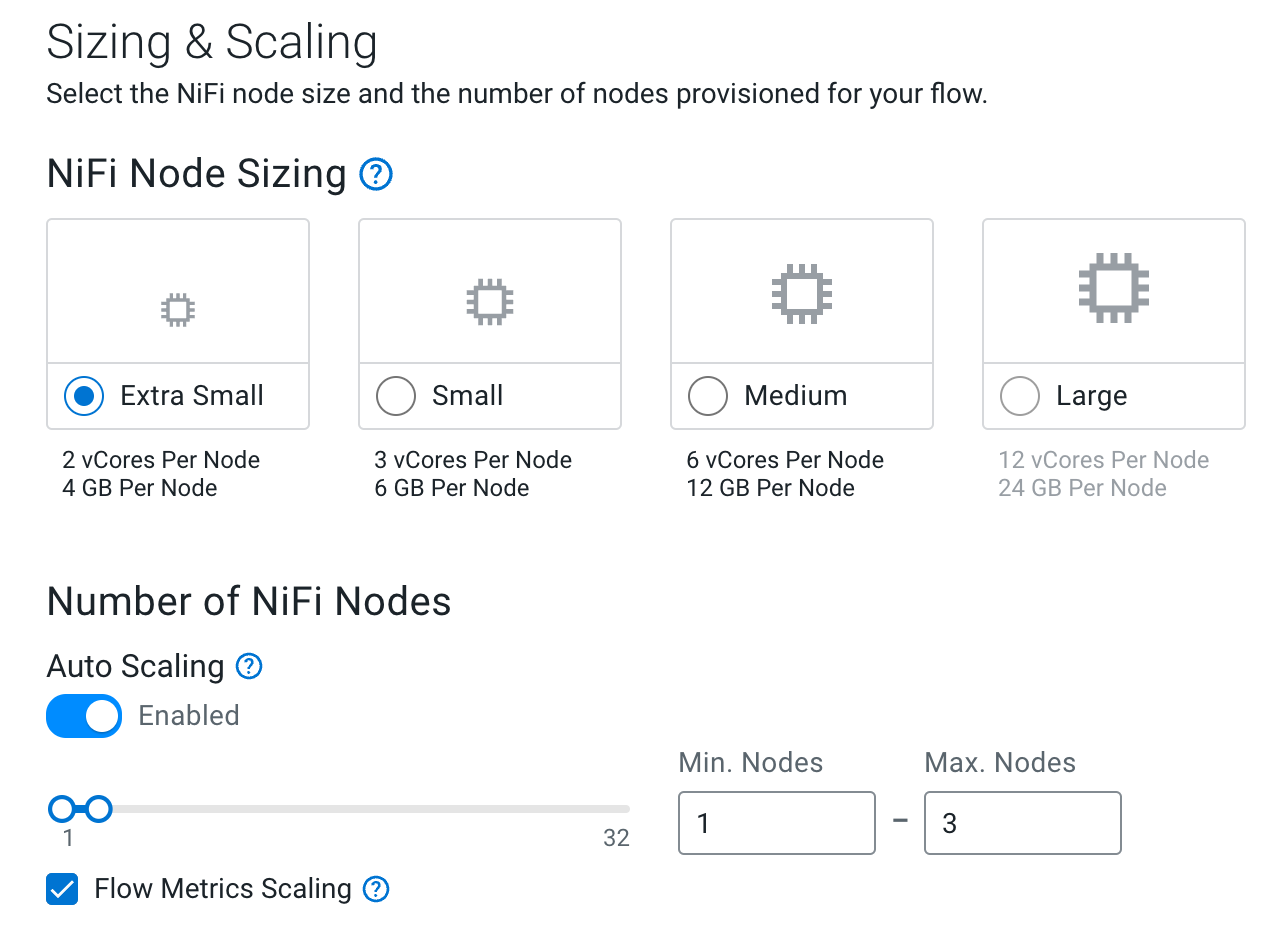 Sizing & Scaling
Select the NiFi node size and the number of nodes provisioned for your flow.
NiFi Node Sizing ?
Extra Small
2 vCores Per Node
4 GB Per Node
Small
3 vCores Per Node
6 GB Per Node
Medium
6 vCores Per Node
12 GB Per Node
Large
12 vCores Per Node
24 GB Per Node
Number of NiFi Nodes
Auto Scaling ?
Enabled
1
32
Min. Nodes
1
–
Max. Nodes
3
Flow Metrics Scaling ?